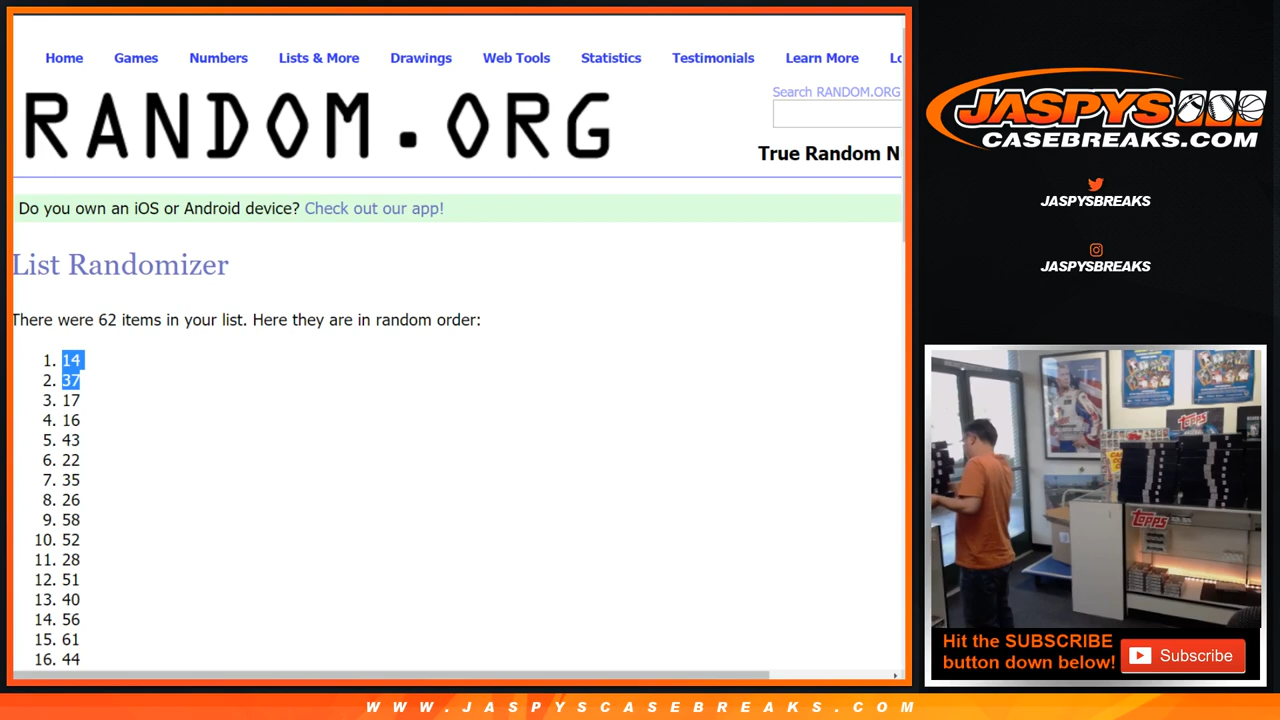 Home Games Numbers Lists & More Drawings Web Tools Statistics Testimonials Learn More Lo
Search RANDOM.ORG
RANDOM.ORG
True Random N
Do you own an iOS or Android device? Check out our app!
List Randomizer
There were 62 items in your list. Here they are in random order:
1. 14
2. 37
3. 17
4. 16
5. 43
6. 22
7. 35
8. 26
9. 58
10. 52
11. 28
12. 51
13. 40
14. 56
15. 61
16. 44
JASPYS
CASEBREAKS.COM
JASPYSBREAKS
JASPYSBREAKS
Topps
Topps
Hit the SUBSCRIBE
button down below!
Subscribe
WWW.JASPYSCASEBREAKS.COM